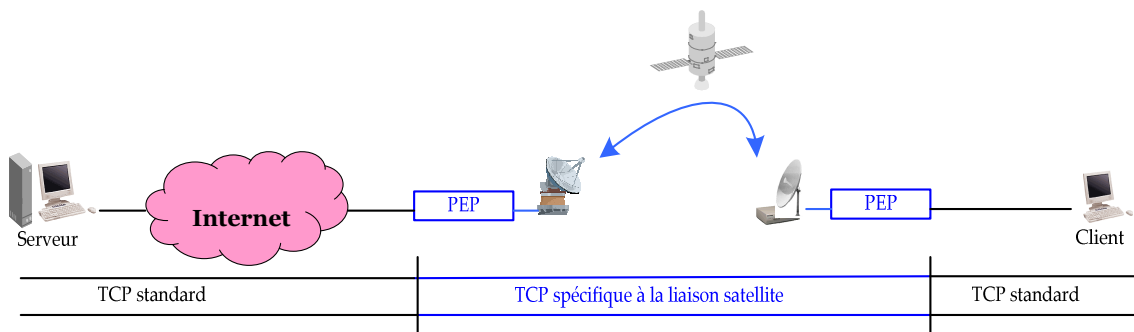 PEP
PEP
Internet
Serveur
Client
TCP standard
TCP spécifique à la liaison satellite
TCP standard